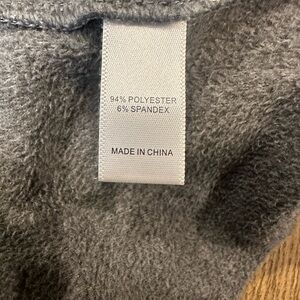 94% POLYESTER
6% SPANDEX
MADE IN CHINA